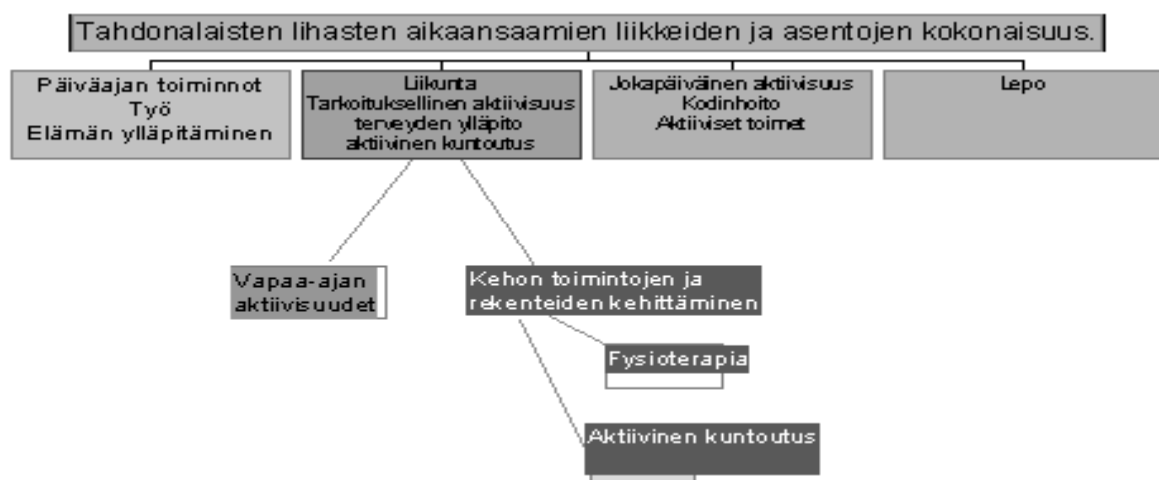 Tahdonalaisten lihasten aikaansaamien liikkeiden ja asentojen kokonaisuus.
Päiväajan toiminnot
Työ
Elämän ylläpitäminen
Liikunta
Tarkoituksellinen aktiivisuus
terveyden ylläpito
aktiivinen kuntoutus
Jokapäiväinen aktiivisuus
Kodinhoito
Aktiiviset toimet
Lepo
Vapaa-ajan
aktiivisuudet
Kehon toimintojen ja
rekenteiden kehittäminen
Fysioterapia
Aktiivinen kuntoutus